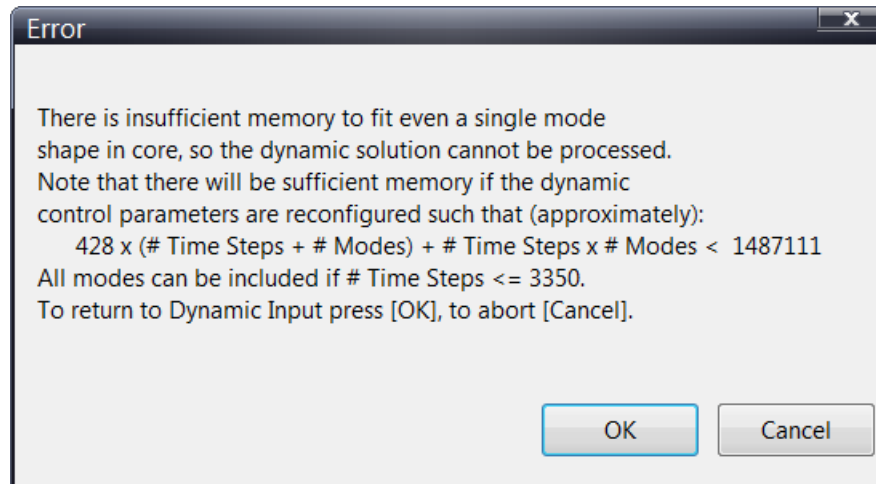 Error
x
There is insufficient memory to fit even a single mode
shape in core, so the dynamic solution cannot be processed.
Note that there will be sufficient memory if the dynamic
control parameters are reconfigured such that (approximately):
428 x (# Time Steps + # Modes) + # Time Steps x # Modes < 1487111
All modes can be included if # Time Steps <= 3350.
To return to Dynamic Input press [OK], to abort [Cancel].
OK Cancel